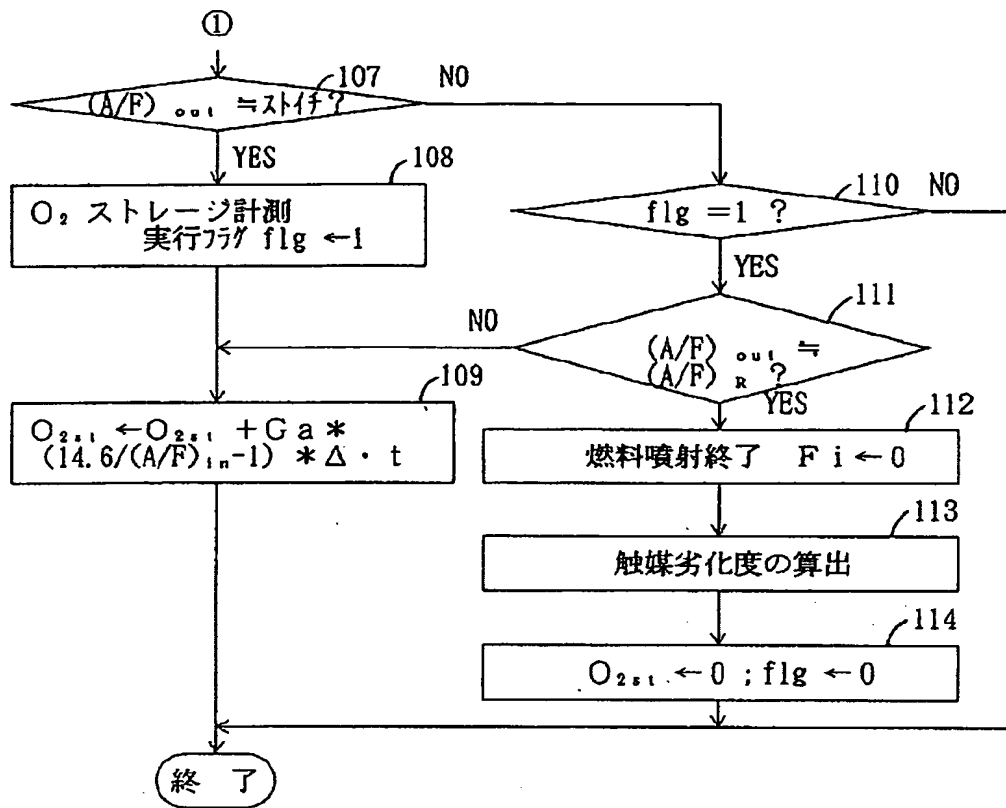 ①
107
(A/F) out ≒ストイチ?
NO
YES
108
O₂ ストレージ計測
実行フラグ flg ←1
110
NO
flg =1 ?
YES
111
NO
(A/F) out ≒
(A/F) R ?
YES
109
O2st ←O2st +Ga*
(14.6/(A/F)in-1) *Δ・t
112
燃料噴射終了 Fi←0
113
触媒劣化度の算出
114
O2st ←0 ;flg ←0
終 了